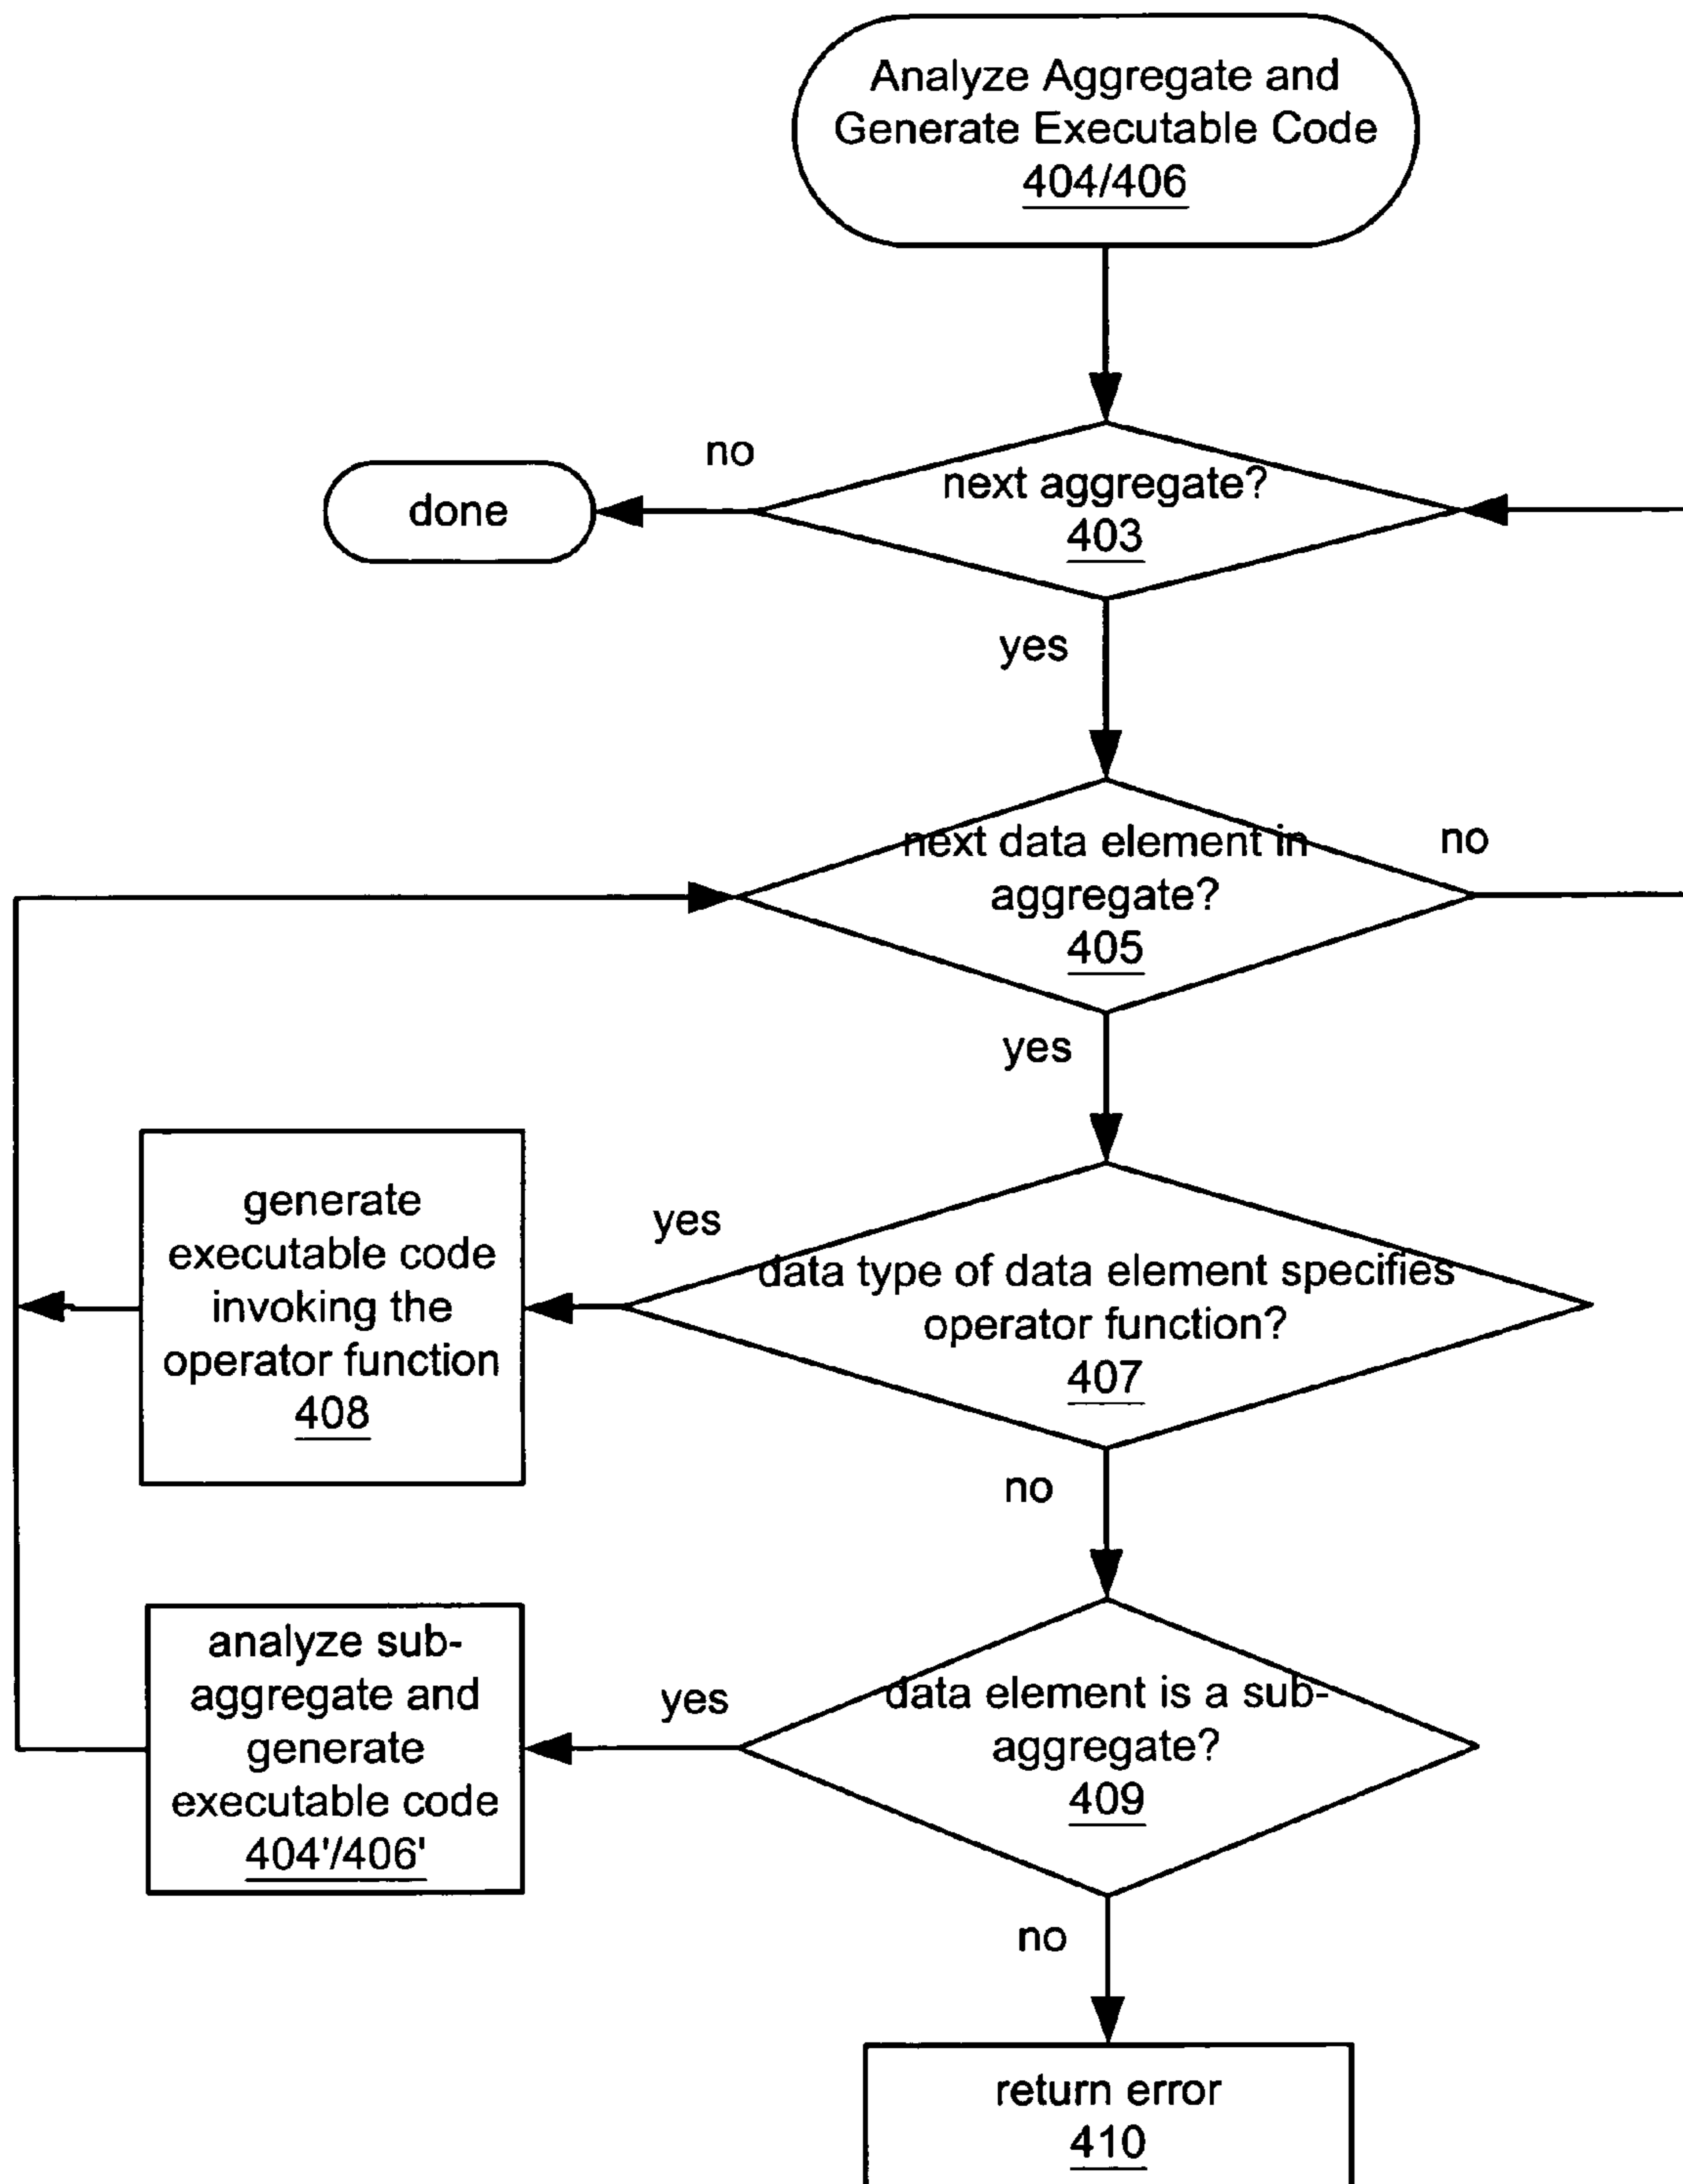 Analyze Aggregate and
Generate Executable Code
404/406
no
next aggregate?
403
done
yes
next data element in
aggregate?
405
no
yes
generate
executable code
invoking the
operator function
408
yes
data type of data element specifies
operator function?
407
no
analyze sub-
aggregate and
generate
executable code
404'/406'
yes
data element is a sub-
aggregate?
409
no
return error
410